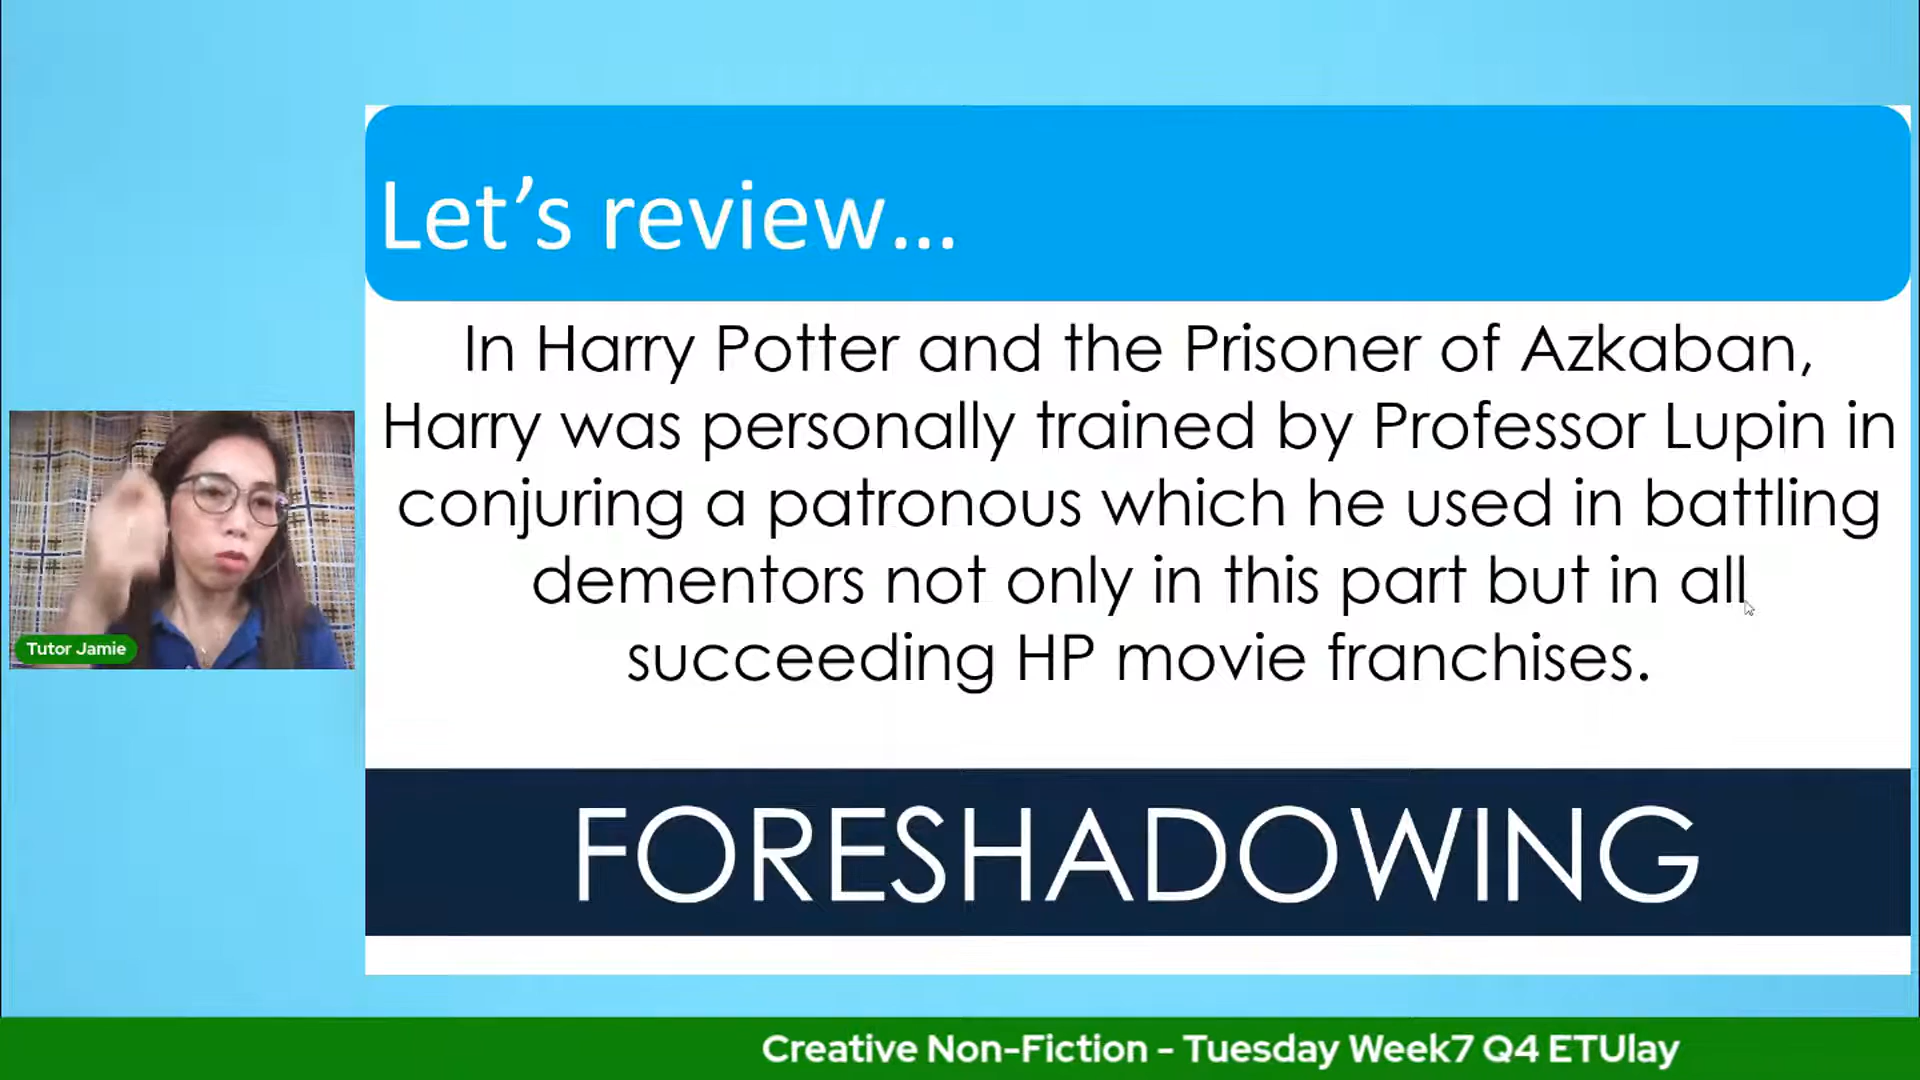 Let’s review...
In Harry Potter and the Prisoner of Azkaban,
Harry was personally trained by Professor Lupin in
conjuring a patronous which he used in battling
dementors not only in this part but in all
succeeding HP movie franchises.
Tutor Jamie
FORESHADOWING
Creative Non-Fiction - Tuesday Week7 Q4 ETUlay